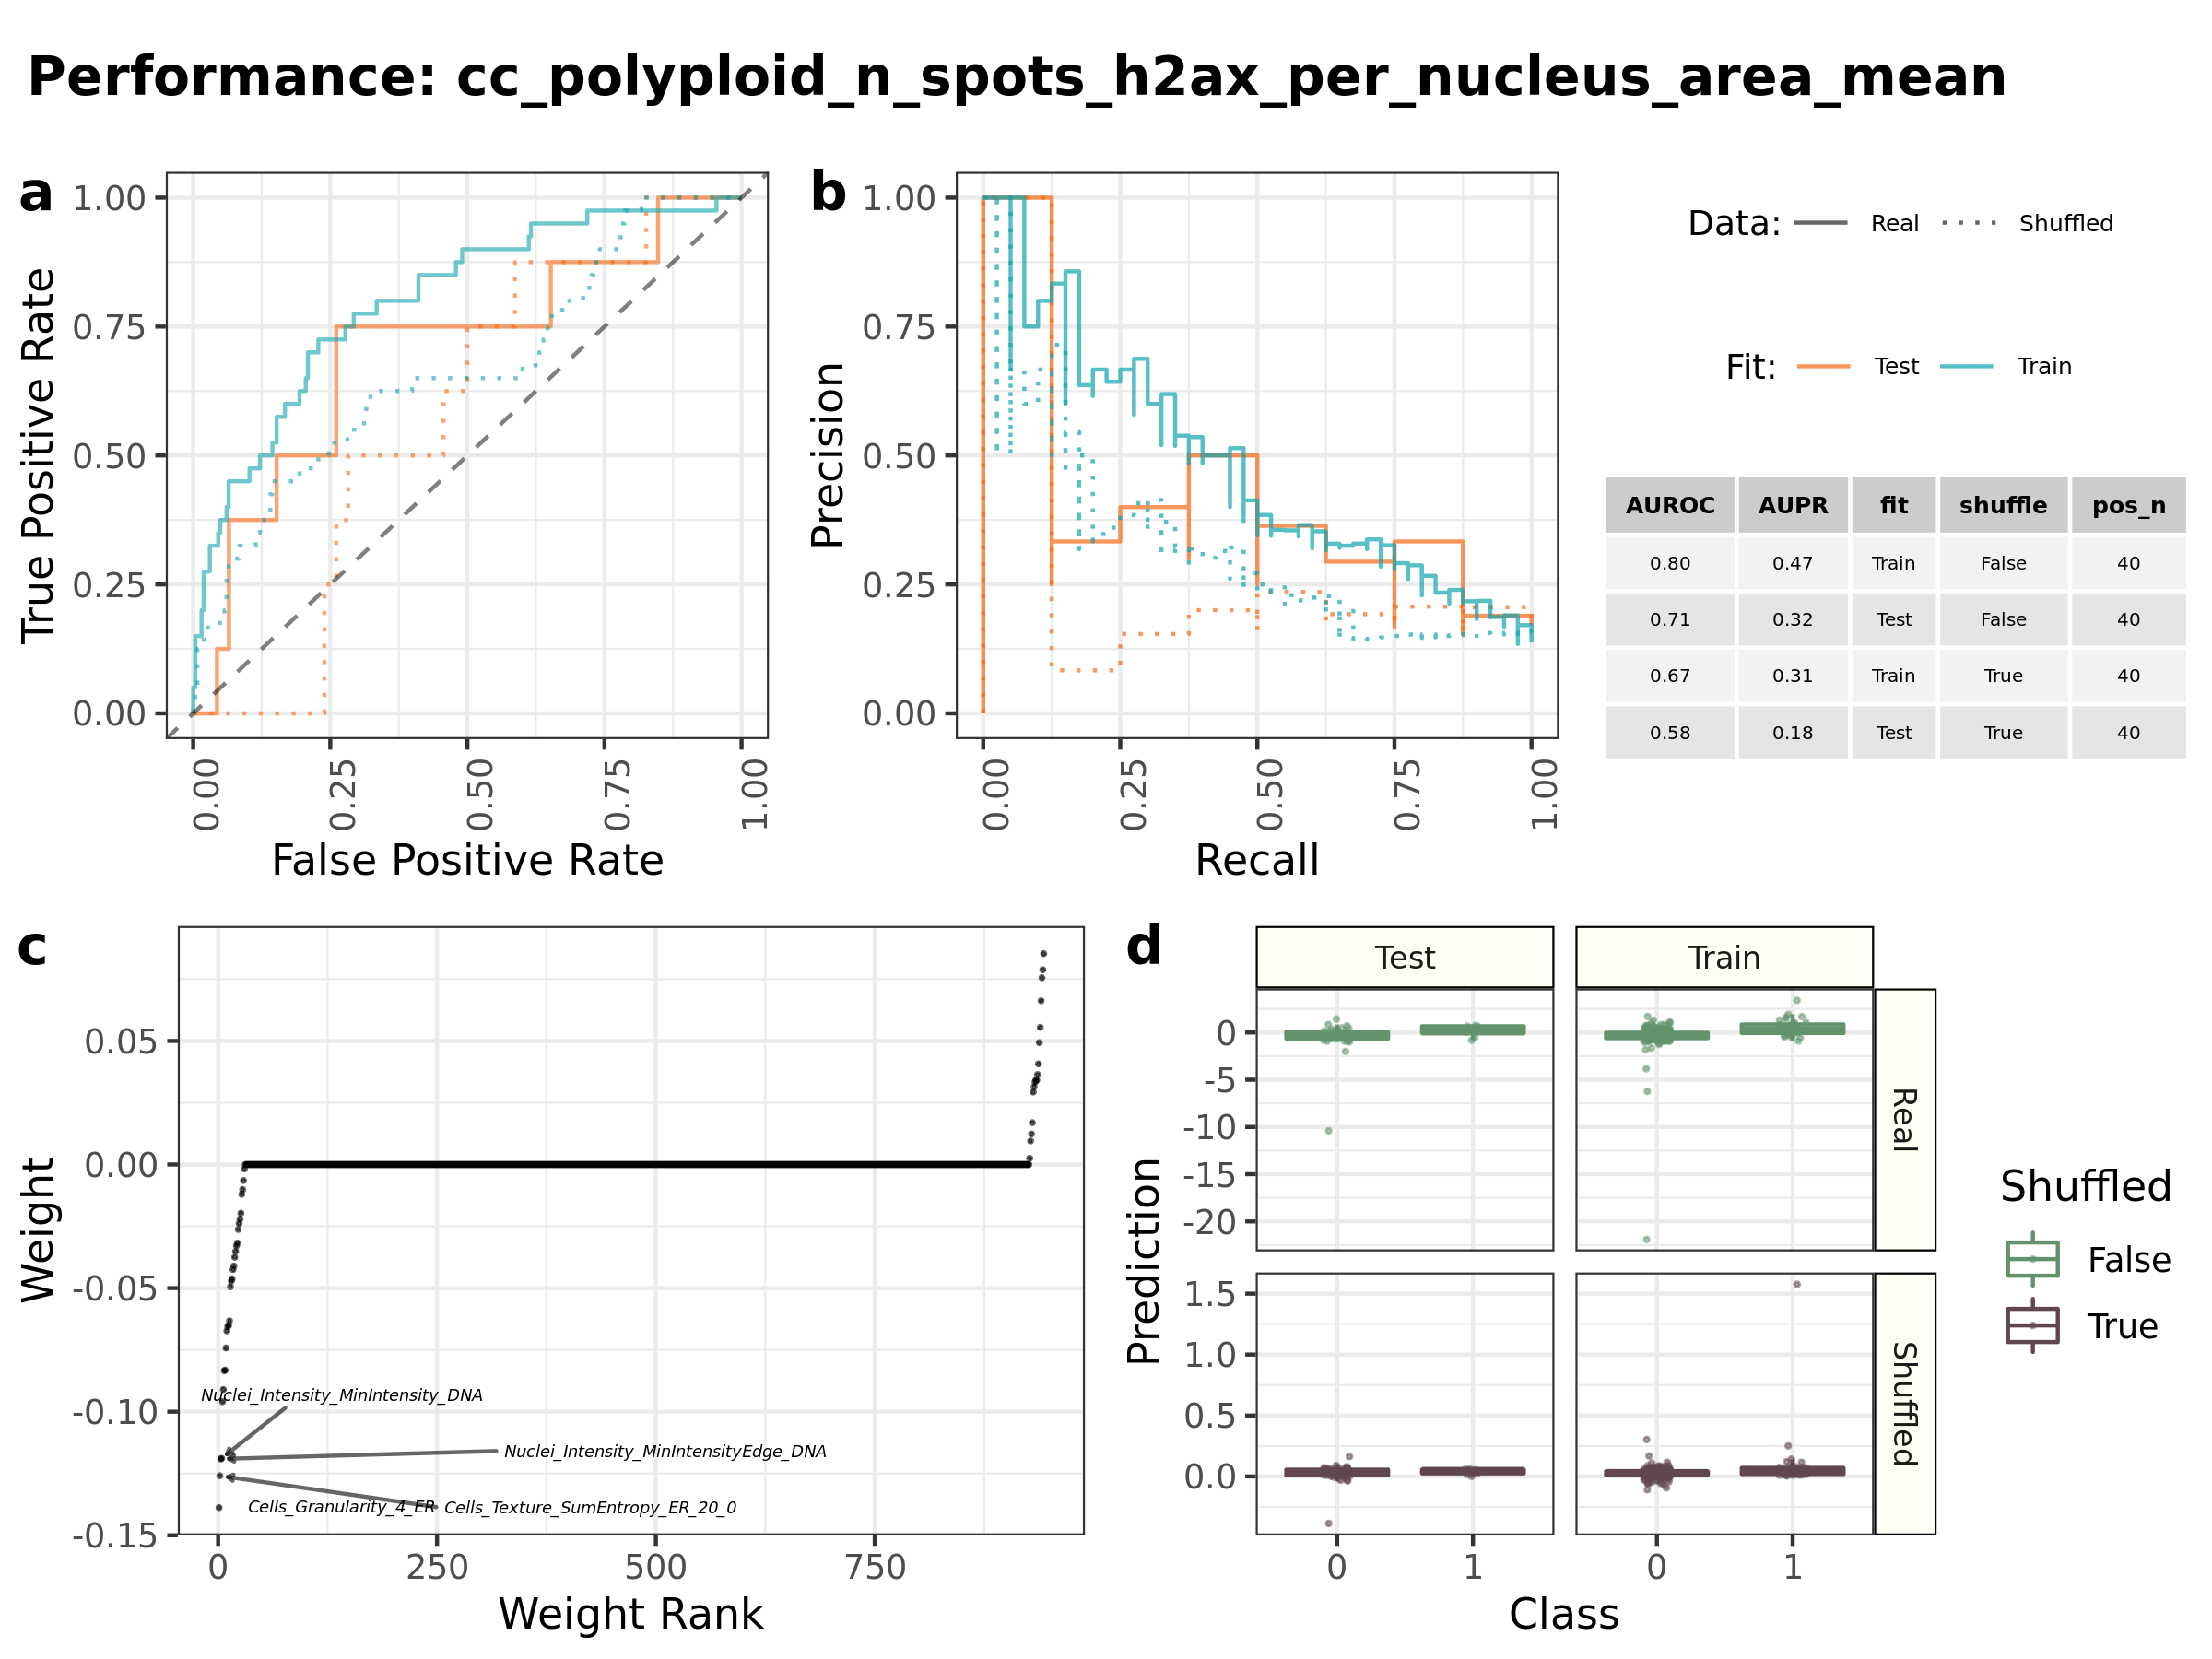 Performance: cc_polyploid_n_spots_h2ax_per_nucleus_area_mean
a
1.00
0.75
0.50
0.25
0.00
True Positive Rate
0.00
0.25
0.50
0.75
1.00
False Positive Rate
b
1.00
0.75
0.50
0.25
0.00
Precision
0.00
0.25
0.50
0.75
1.00
Recall
Data: Real Shuffled
Fit: Test Train
AUROC AUPR fit shuffle pos_n
0.80 0.47 Train False 40
0.71 0.32 Test False 40
0.67 0.31 Train True 40
0.58 0.18 Test True 40
c
0.05
0.00
-0.05
-0.10
-0.15
Weight
Nuclei_Intensity_MinIntensity_DNA
Nuclei_Intensity_MinIntensityEdge_DNA
Cells_Granularity_4_ER
Cells_Texture_SumEntropy_ER_20_0
0 250 500 750
Weight Rank
d
Test Train
0
-5
-10
-15
-20
Real
1.5
1.0
0.5
0.0
Shuffled
Prediction
0 1 0 1
Class
Shuffled
False
True